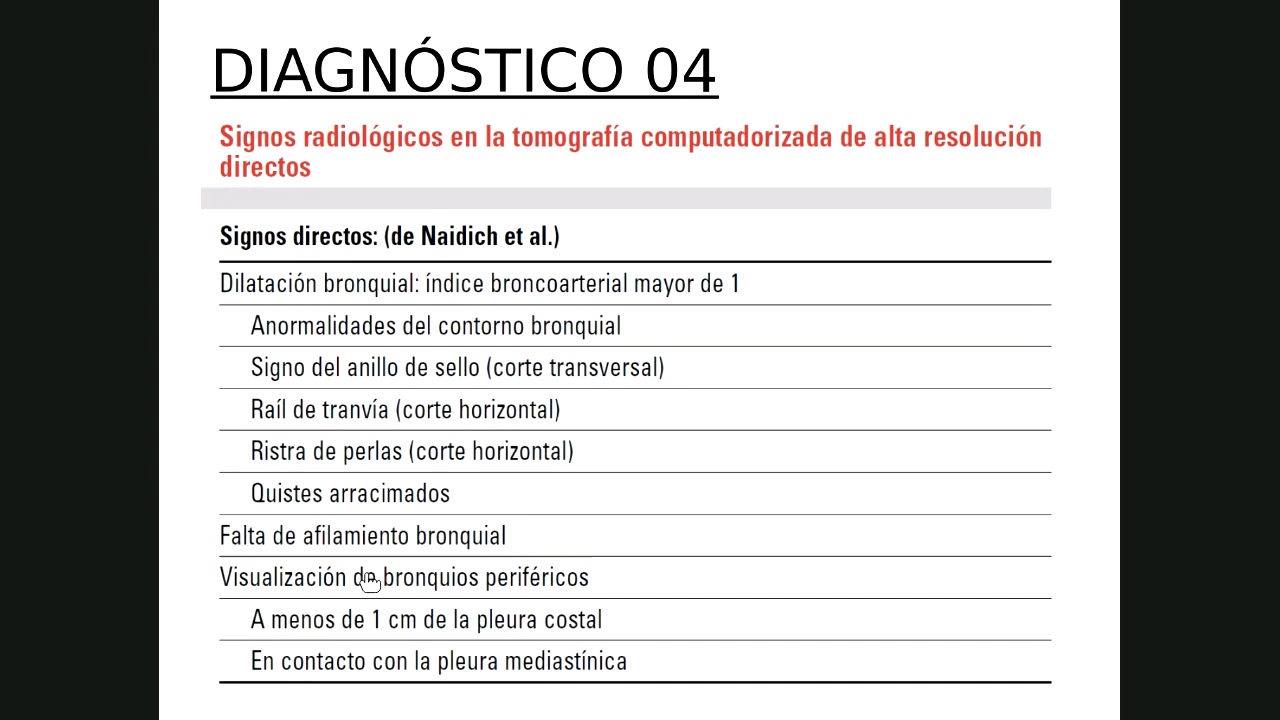 DIAGNÓSTICO 04
Signos radiológicos en la tomografía computadorizada de alta resolución
directos
Signos directos: (de Naidich et al.)
Dilatación bronquial: índice broncoarterial mayor de 1
Anormalidades del contorno bronquial
Signo del anillo de sello (corte transversal)
Raíl de tranvía (corte horizontal)
Ristra de perlas (corte horizontal)
Quistes arracimados
Falta de afilamiento bronquial
Visualización de bronquios periféricos
A menos de 1 cm de la pleura costal
En contacto con la pleura mediastínica